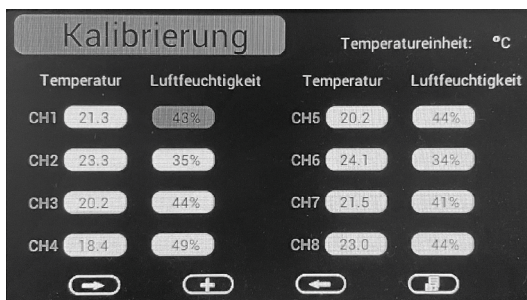 Kalibrierung Temperatureinheit: °C
Temperatur Luftfeuchtigkeit Temperatur Luftfeuchtigkeit
CH1 21.3 43% CH5 20.2 44%
CH2 23.3 35% CH6 24.1 34%
CH3 20.2 44% CH7 21.5 41%
CH4 18.4 49% CH8 23.0 44%